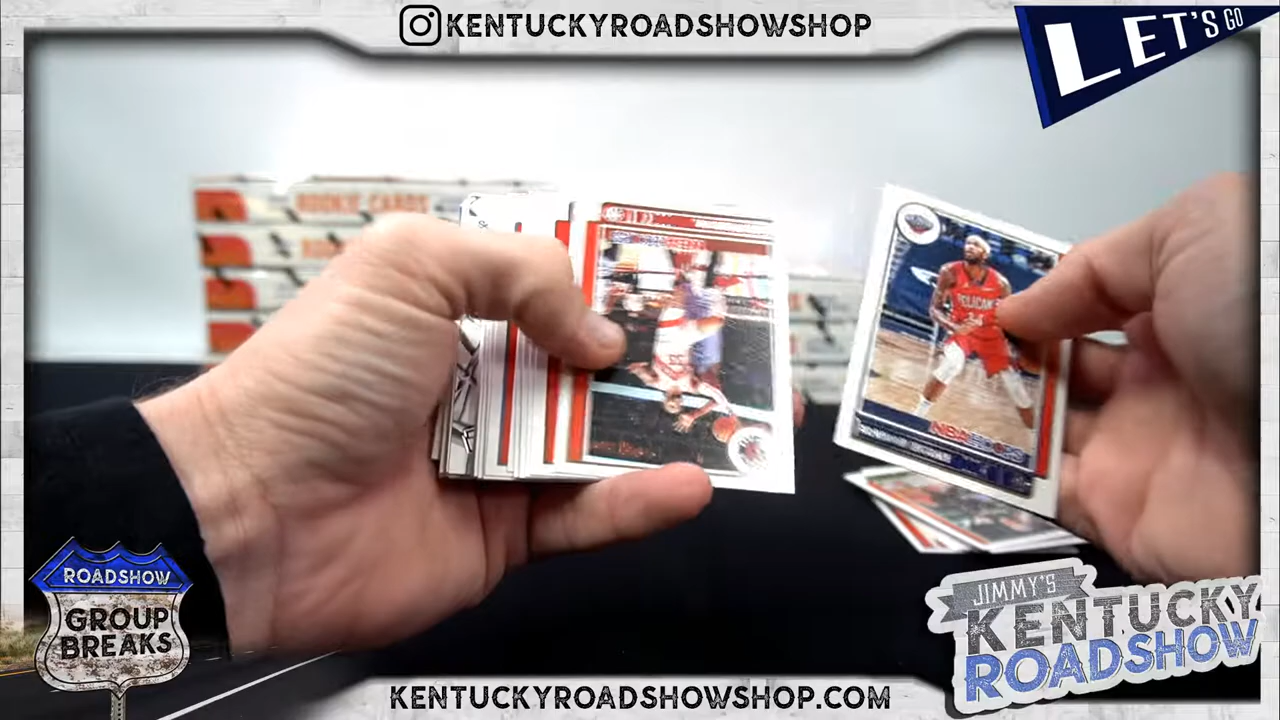 KENTUCKYROADSHOWSHOP
LET'S GO
ROOKIE CARDS
PELICANS
NBA HOOPS
ROADSHOW
GROUP
BREAKS
JIMMY'S
KENTUCKY
ROADSHOW
KENTUCKYROADSHOWSHOP.COM